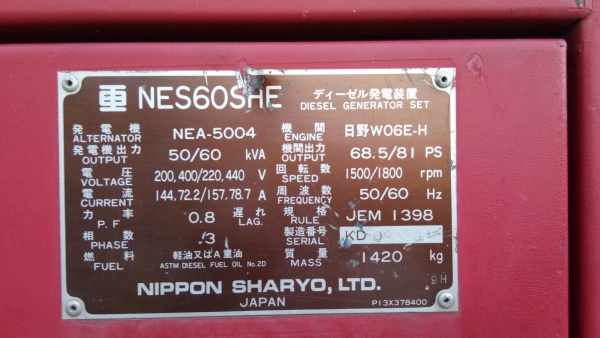 NES60SHE ディーゼル発電装置
DIESEL GENERATOR SET
発電機 ALTERNATOR NEA-5004 機関 ENGINE 日野W06E-H
発電機出力 OUTPUT 50/60 kVA 機関出力 OUTPUT 68.5/81 PS
電圧 VOLTAGE 200,400/220,440 V 回転数 SPEED 1500/1800 rpm
電流 CURRENT 144,72.2/157,78.7 A 周波数 FREQUENCY 50/60 Hz
力率 P.F 0.8 遅れ LAG. 規格 RULE JEM 1398
相数 PHASE 3 製造番号 SERIAL KD
燃料 FUEL 軽油又はA重油 ASTM DIESEL FUEL OIL No.2D 質量 MASS 1420 kg
9H
NIPPON SHARYO, LTD.
JAPAN
P13X378400